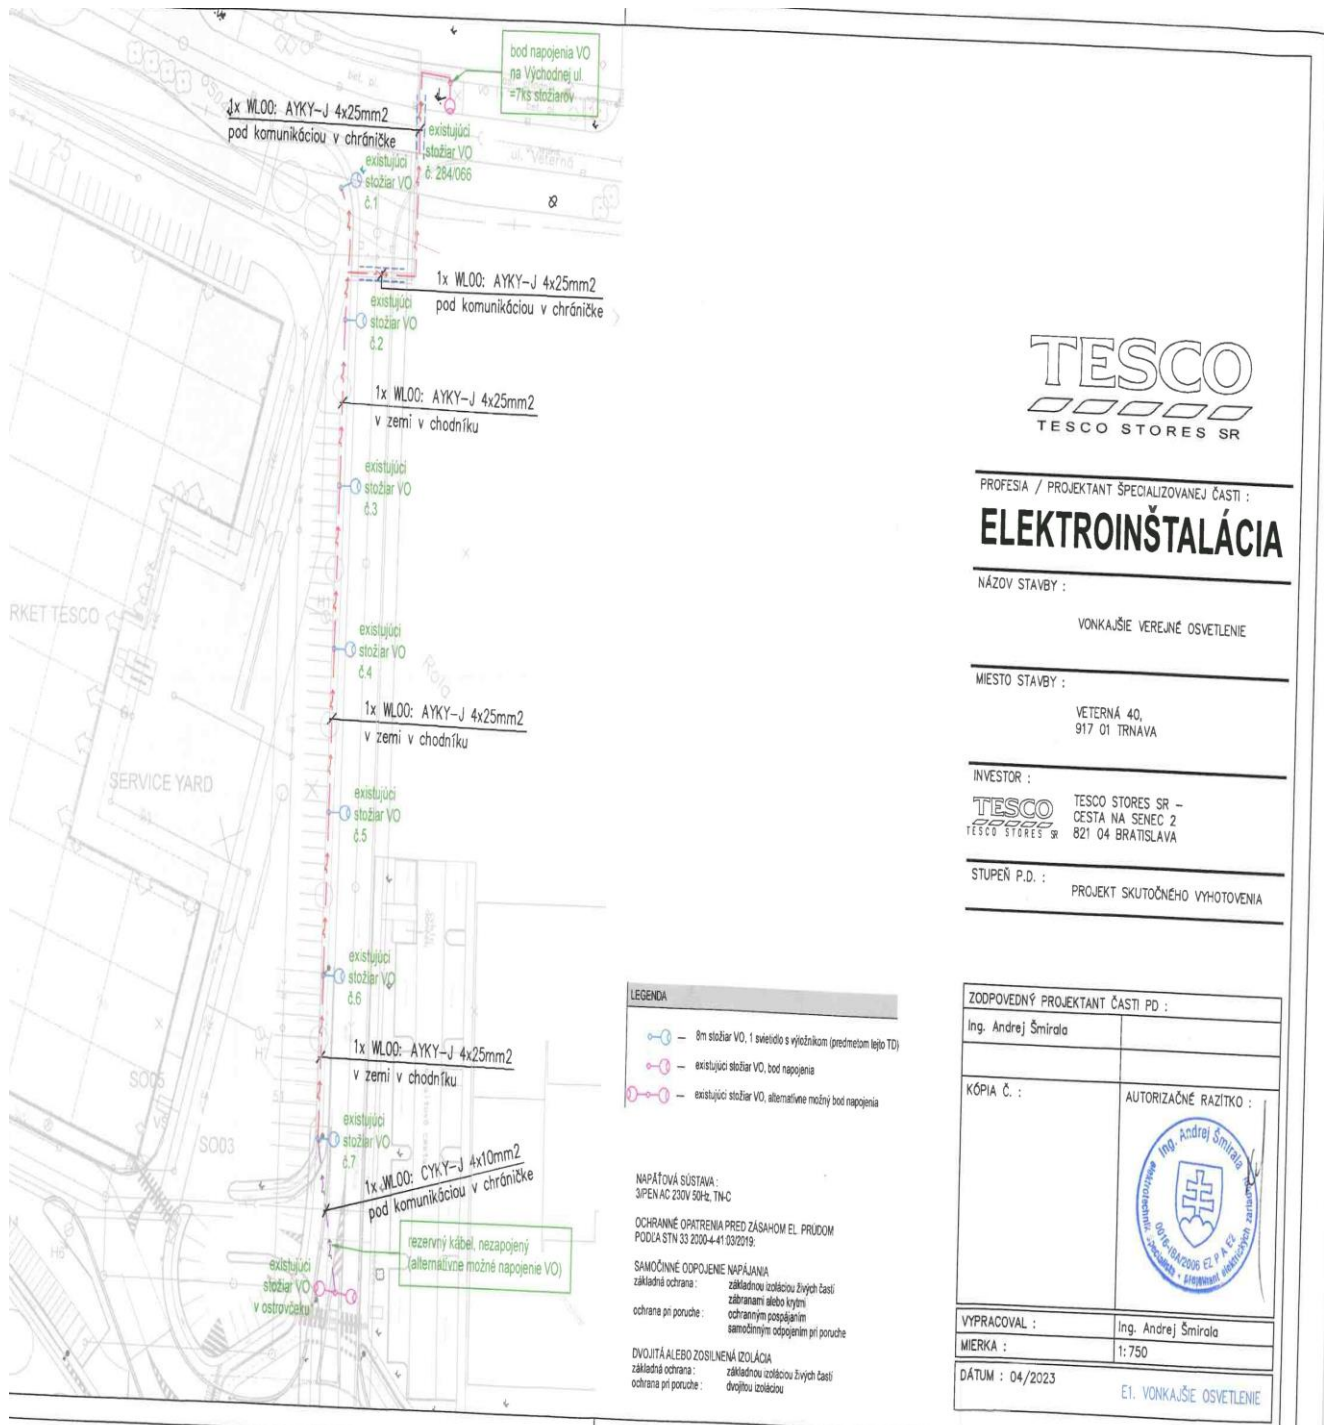 bod napojenia VO
na Východnej ul.
=7ks stožiarov
1x WL00: AYKY-J 4x25mm2
pod komunikáciou v chráničke
existujúci
stožiar VO
č. 284/066
ul. Veterná
existujúci
stožiar VO
č.1
25
1x WL00: AYKY-J 4x25mm2
pod komunikáciou v chráničke
existujúci
stožiar VO
č.2
1x WL00: AYKY-J 4x25mm2
v zemi v chodníku
existujúci
stožiar VO
č.3
RKET TESCO
existujúci
stožiar VO
č.4
Rola
1x WL00: AYKY-J 4x25mm2
v zemi v chodníku
SERVICE YARD
existujúci
stožiar VO
č.5
existujúci
stožiar VO
č.6
H7
1x WL00: AYKY-J 4x25mm2
v zemi v chodníku
SO05
SO03
existujúci
stožiar VO
č.7
1x WL00: CYKY-J 4x10mm2
pod komunikáciou v chráničke
rezervný kábel, nezapojený
(alternatívne možné napojenie VO)
existujúci
stožiar VO
v ostrovčeku
H6
LEGENDA
– 8m stožiar VO, 1 svietidlo s výložníkom (predmetom tejto TD)
– existujúci stožiar VO, bod napojenia
– existujúci stožiar VO, alternatívne možný bod napojenia
NAPÄŤOVÁ SÚSTAVA :
3/PEN AC 230V 50Hz, TN-C
OCHRANNÉ OPATRENIA PRED ZÁSAHOM EL. PRÚDOM
PODĽA STN 33 2000-4-41:03/2019:
SAMOČINNÉ ODPOJENIE NAPÁJANIA
základná ochrana : základnou izoláciou živých častí
zábranami alebo krytmi
ochrana pri poruche : ochranným pospájaním
samočinným odpojením pri poruche
DVOJITÁ ALEBO ZOSILNENÁ IZOLÁCIA
základná ochrana : základnou izoláciou živých častí
ochrana pri poruche : dvojitou izoláciou
TESCO
TESCO STORES SR
PROFESIA / PROJEKTANT ŠPECIALIZOVANEJ ČASTI :
ELEKTROINŠTALÁCIA
NÁZOV STAVBY :
VONKAJŠIE VEREJNÉ OSVETLENIE
MIESTO STAVBY :
VETERNÁ 40,
917 01 TRNAVA
INVESTOR :
TESCO
TESCO STORES SR
TESCO STORES SR –
CESTA NA SENEC 2
821 04 BRATISLAVA
STUPEŇ P.D. :
PROJEKT SKUTOČNÉHO VYHOTOVENIA
ZODPOVEDNÝ PROJEKTANT ČASTI PD :
Ing. Andrej Šmirala
KÓPIA Č. :
AUTORIZAČNÉ RAZÍTKO :
Ing. Andrej Šmirala
VYPRACOVAL : Ing. Andrej Šmirala
MIERKA : 1:750
DÁTUM : 04/2023
E1. VONKAJŠIE OSVETLENIE